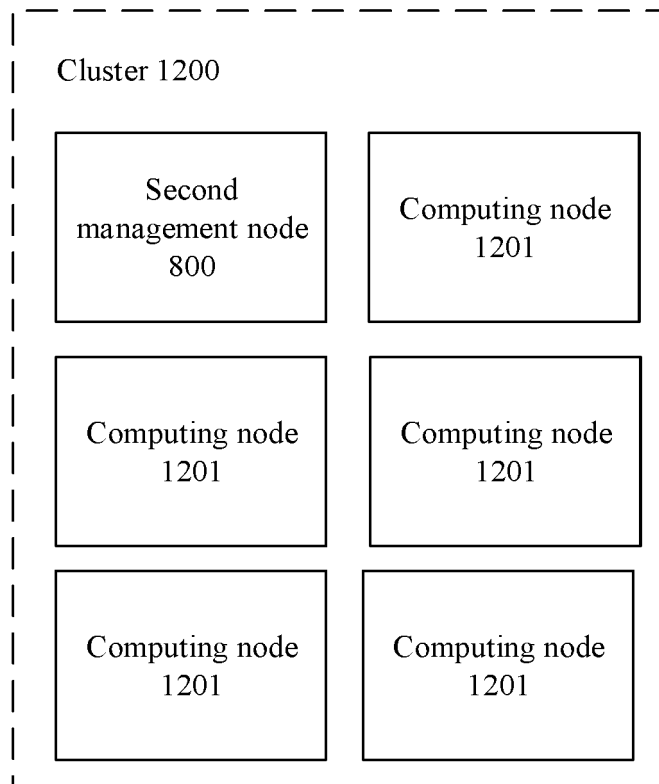 Cluster 1200
Second
management node
800
Computing node
1201
Computing node
1201
Computing node
1201
Computing node
1201
Computing node
1201